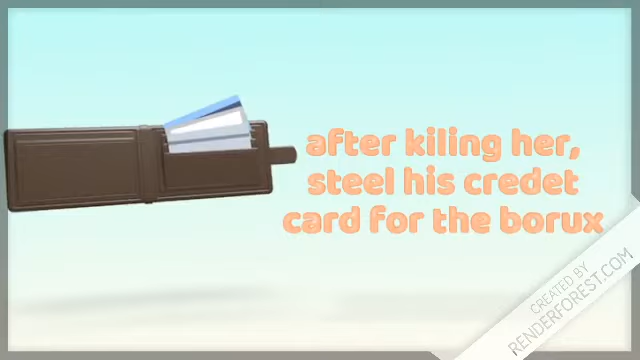 after kiling her,
steel his credet
card for the borux
CREATED BY
RENDERFOREST.COM